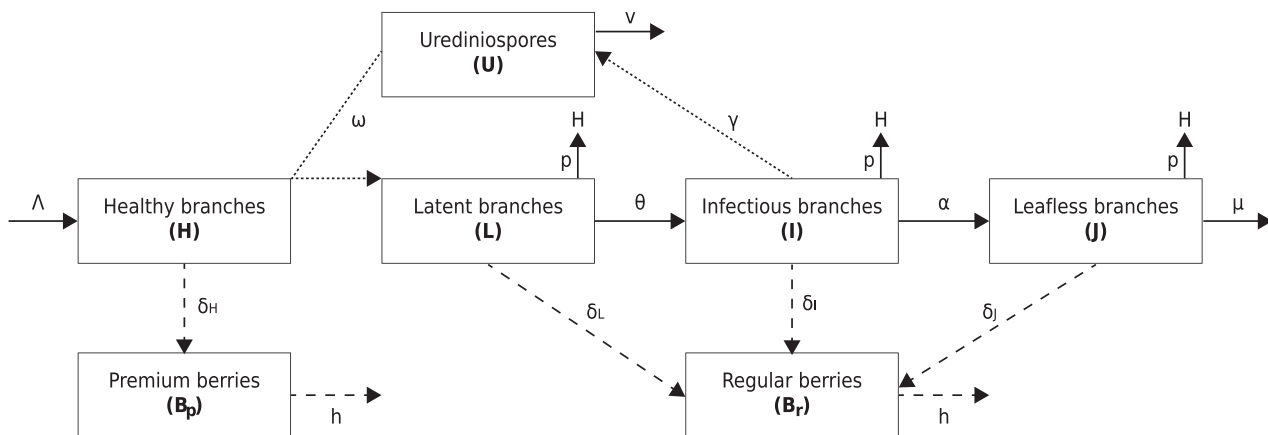 Urediniospores
(U)
ν
ω
γ
H
p
H
p
H
p
Λ
Healthy branches
(H)
Latent branches
(L)
θ
Infectious branches
(I)
α
Leafless branches
(J)
μ
δH
δL
δI
δJ
Premium berries
(Bp)
h
Regular berries
(Br)
h